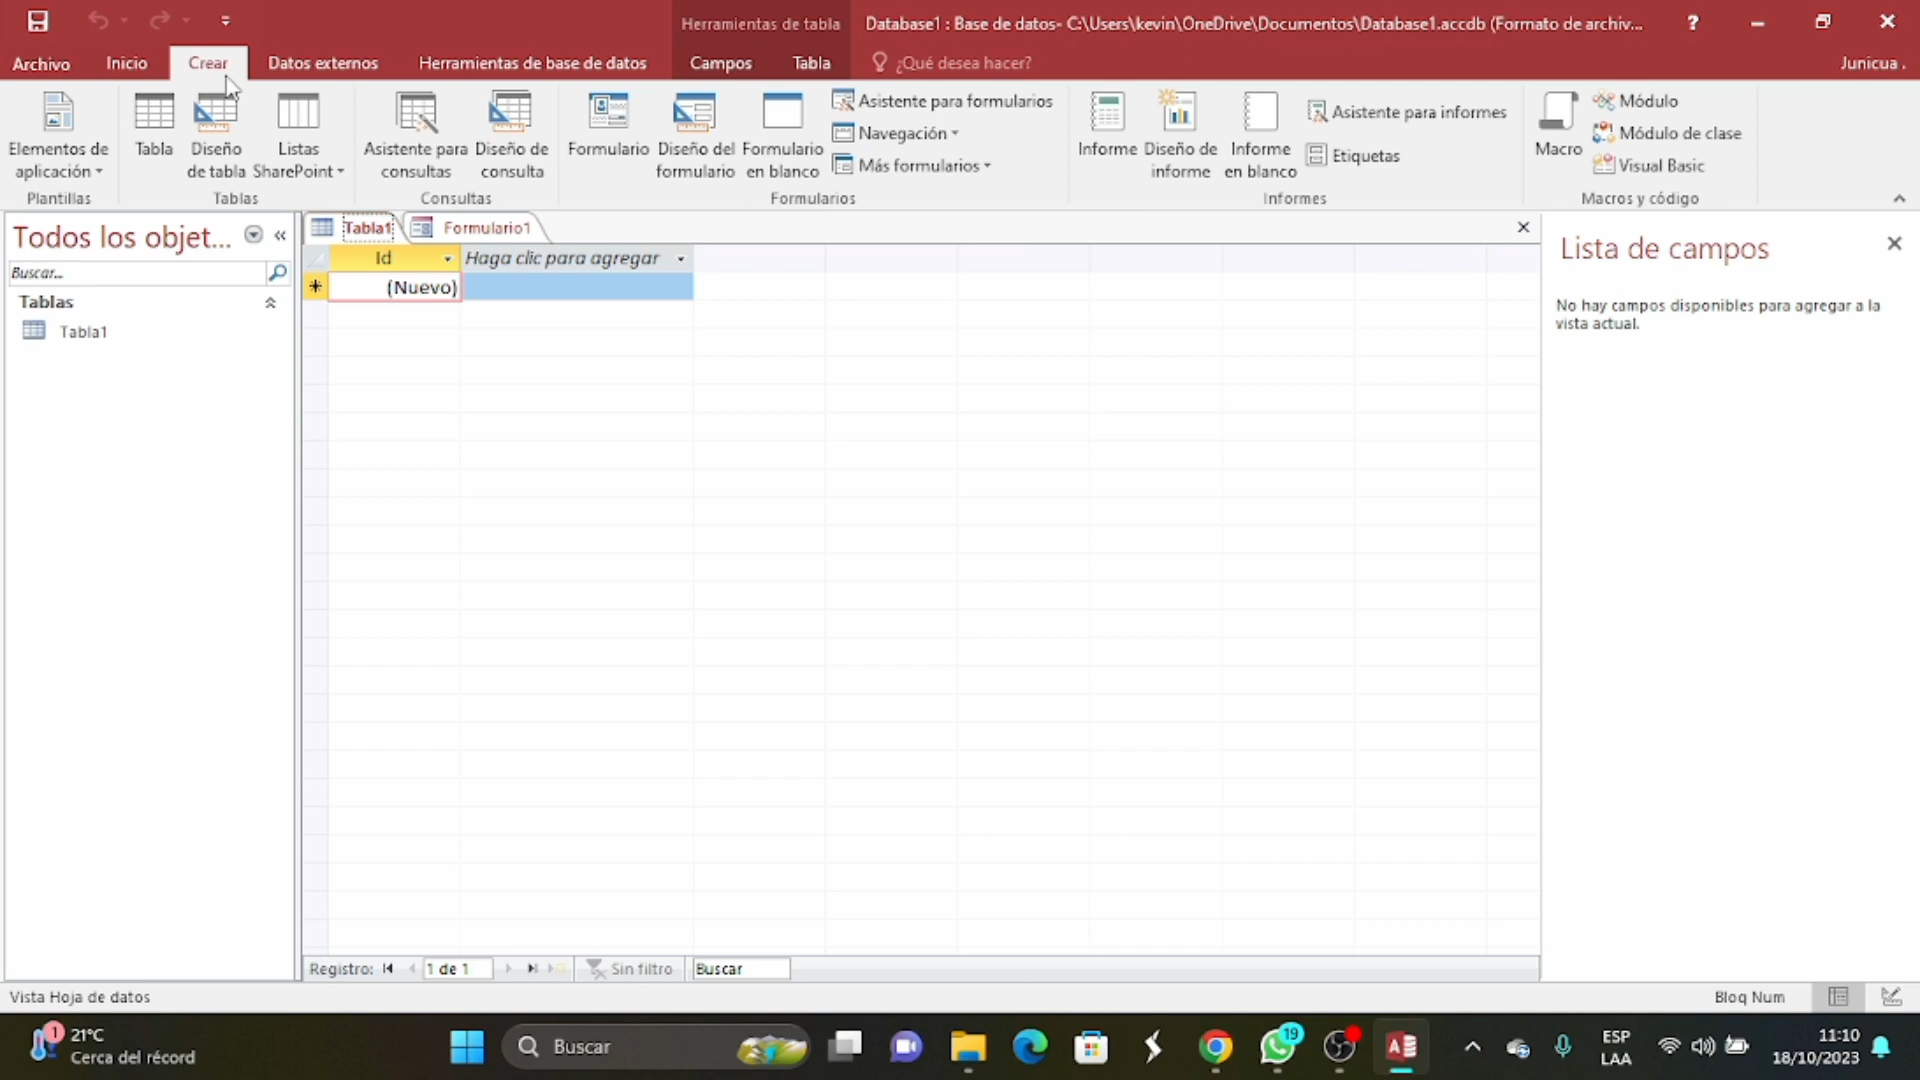 Herramientas de tabla
Database1 : Base de datos- C:\Users\kevin\OneDrive\Documentos\Database1.accdb (Formato de archiv...
?
Archivo
Inicio
Crear
Datos externos
Herramientas de base de datos
Campos
Tabla
¿Qué desea hacer?
Junicua .
Elementos de
aplicación
Tabla
Diseño
de tabla
Listas
SharePoint
Asistente para
consultas
Diseño de
consulta
Formulario
Diseño del
formulario
Formulario
en blanco
Asistente para formularios
Navegación
Más formularios
Informe
Diseño de
informe
Informe
en blanco
Asistente para informes
Etiquetas
Macro
Módulo
Módulo de clase
Visual Basic
Plantillas
Tablas
Consultas
Formularios
Informes
Macros y código
Todos los objet...
Buscar...
Tablas
Tabla1
Tabla1
Formulario1
Id
Haga clic para agregar
(Nuevo)
Lista de campos
No hay campos disponibles para agregar a la
vista actual.
Registro:
1 de 1
Sin filtro
Buscar
Vista Hoja de datos
Bloq Num
1
21°C
Cerca del récord
Buscar
19
ESP
LAA
11:10
18/10/2023